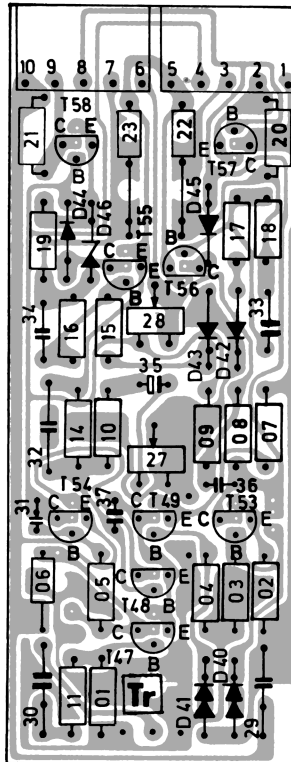 10 9 8 7 6 5 4 3 2 1
T58
21
C E
B
23
22
E C
B
T57
20
D44
D46
T55
D45
19
C E
B
B
E C
T56
17
18
34
16
15
28
D43
D42
33
35
32
14
10
27
09
08
07
36
31
T54
C E
B
37
T49
C E
B
T53
C E
B
06
05
C
T48
B
04
03
02
C E
T47
B
30
11
01
Tr
D41
D40
29